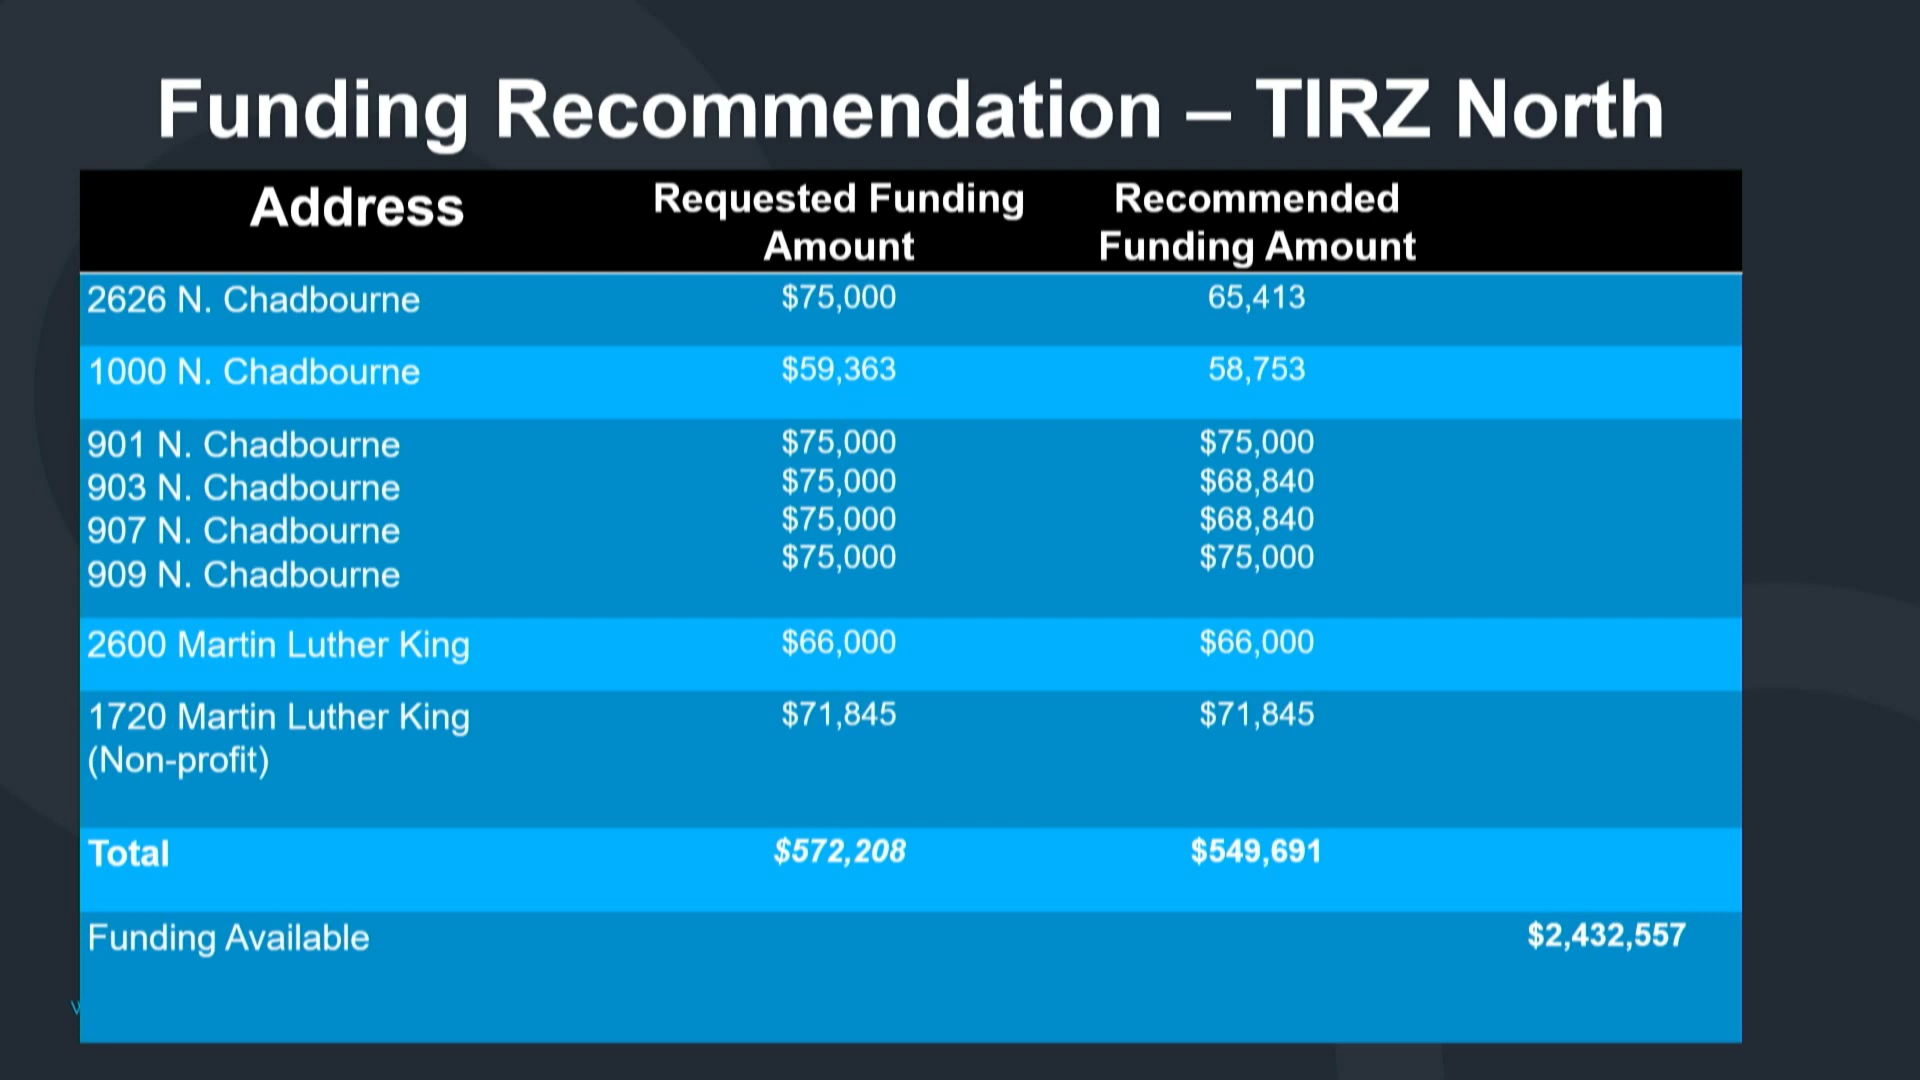 Funding Recommendation – TIRZ North
Address
Requested Funding
Amount
Recommended
Funding Amount
2626 N. Chadbourne $75,000 65,413
1000 N. Chadbourne $59,363 58,753
901 N. Chadbourne $75,000 $75,000
903 N. Chadbourne $75,000 $68,840
907 N. Chadbourne $75,000 $68,840
909 N. Chadbourne $75,000 $75,000
2600 Martin Luther King $66,000 $66,000
1720 Martin Luther King $71,845 $71,845
(Non-profit)
Total $572,208 $549,691
Funding Available $2,432,557